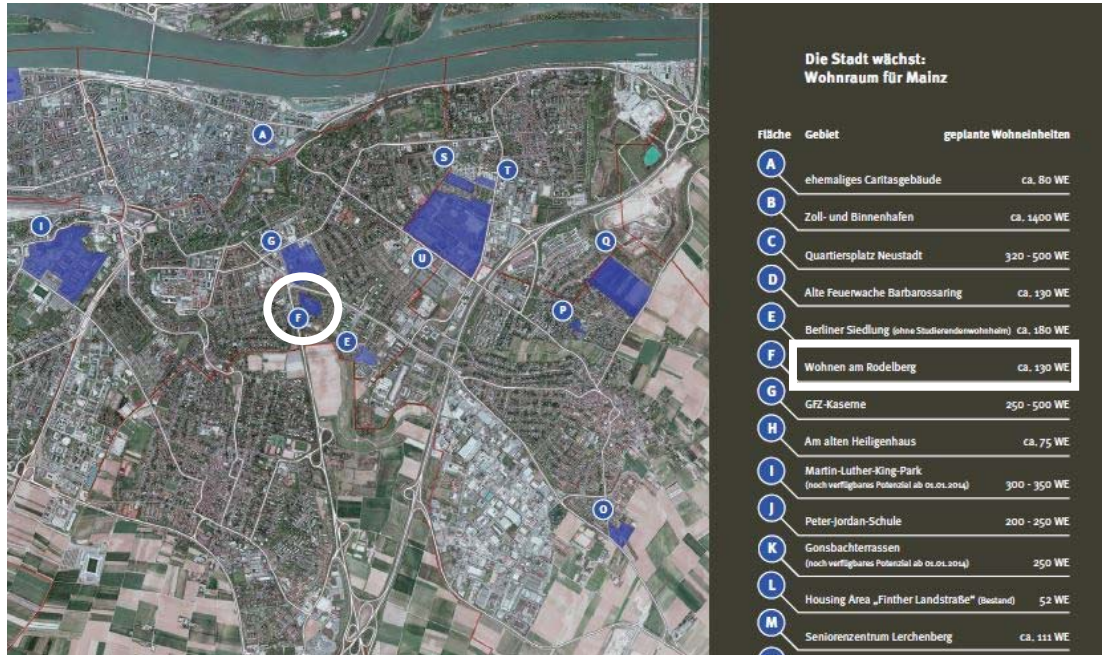 Die Stadt wächst:
Wohnraum für Mainz
Fläche Gebiet geplante Wohneinheiten
A ehemaliges Caritasgebäude ca. 80 WE
B Zoll- und Binnenhafen ca. 1400 WE
C Quartiersplatz Neustadt 320 - 500 WE
D Alte Feuerwache Barbarossaring ca. 130 WE
E Berliner Siedlung (ohne Studierendenwohnheim) ca. 180 WE
F Wohnen am Rodelberg ca. 130 WE
G GFZ-Kaserne 250 - 500 WE
H Am alten Heiligenhaus ca. 75 WE
I Martin-Luther-King-Park
(noch verfügbares Potenzial ab 01.01.2014) 300 - 350 WE
J Peter-Jordan-Schule 200 - 250 WE
K Gonsbachterrassen
(noch verfügbares Potenzial ab 01.01.2014) 250 WE
L Housing Area „Finther Landstraße“ (Bestand) 52 WE
M Seniorenzentrum Lerchenberg ca. 111 WE
A
S
T
I
G
U
Q
F
P
E
O